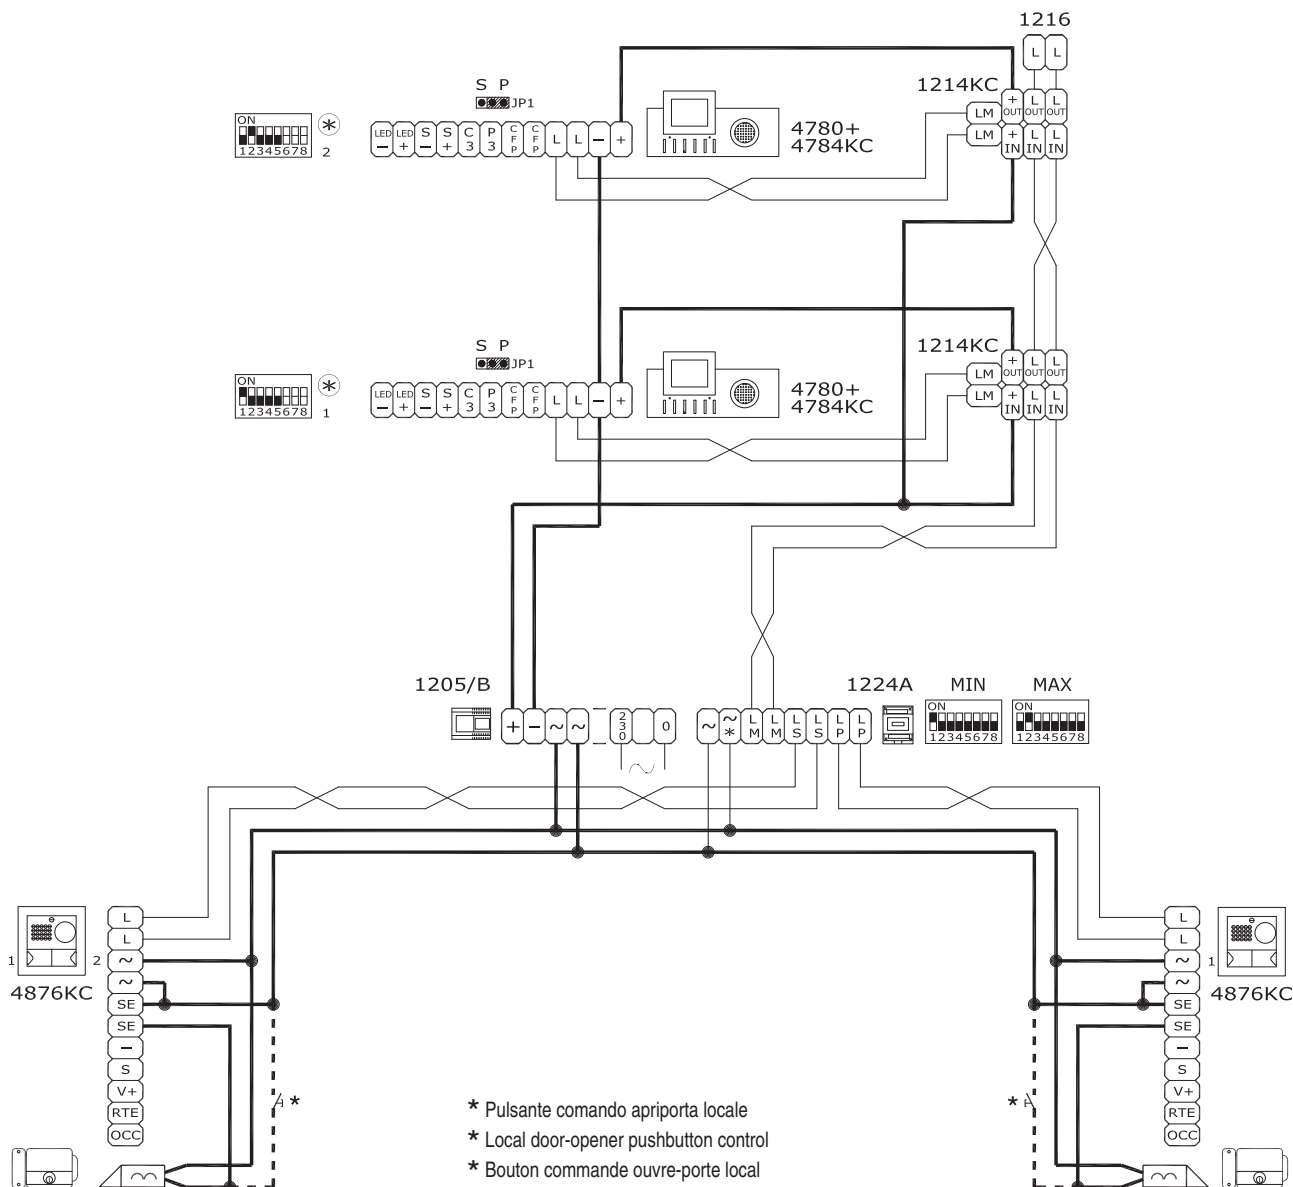 1216
L L
1214KC
S P
JP1
ON
12345678
2
LED − LED + S − S + C3 P3 CFP CFP L L − +
4780+
4784KC
LM
LM
+ OUT L OUT L OUT
+ IN L IN L IN
1214KC
S P
JP1
ON
12345678
1
LED − LED + S − S + C3 P3 CFP CFP L L − +
4780+
4784KC
LM
LM
+ OUT L OUT L OUT
+ IN L IN L IN
1205/B
+ − ~ ~ 230 0
~ ~* LM LM LS LS LP LP
1224A
MIN
ON
12345678
MAX
ON
12345678
1 2
4876KC
L
L
~
~
SE
SE
−
S
V+
RTE
OCC
L
L
~
~
SE
SE
−
S
V+
RTE
OCC
1
4876KC
*
*
* Pulsante comando apriporta locale
* Local door-opener pushbutton control
* Bouton commande ouvre-porte local